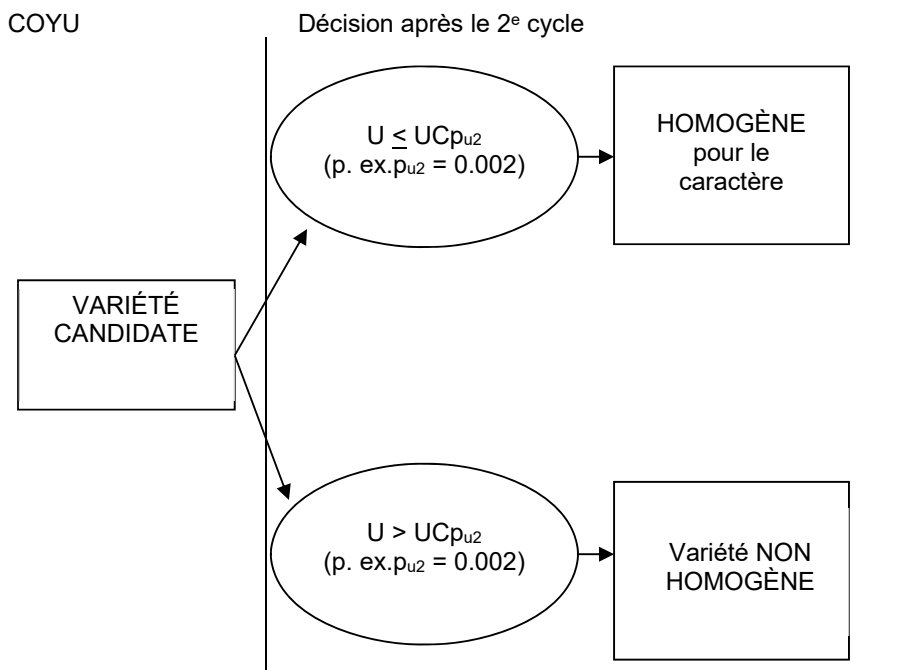 COYU
Décision après le 2e cycle
U ≤ UCpu2
(p. ex.pu2 = 0.002)
HOMOGÈNE
pour le
caractère
VARIÉTÉ
CANDIDATE
U > UCpu2
(p. ex.pu2 = 0.002)
Variété NON
HOMOGÈNE